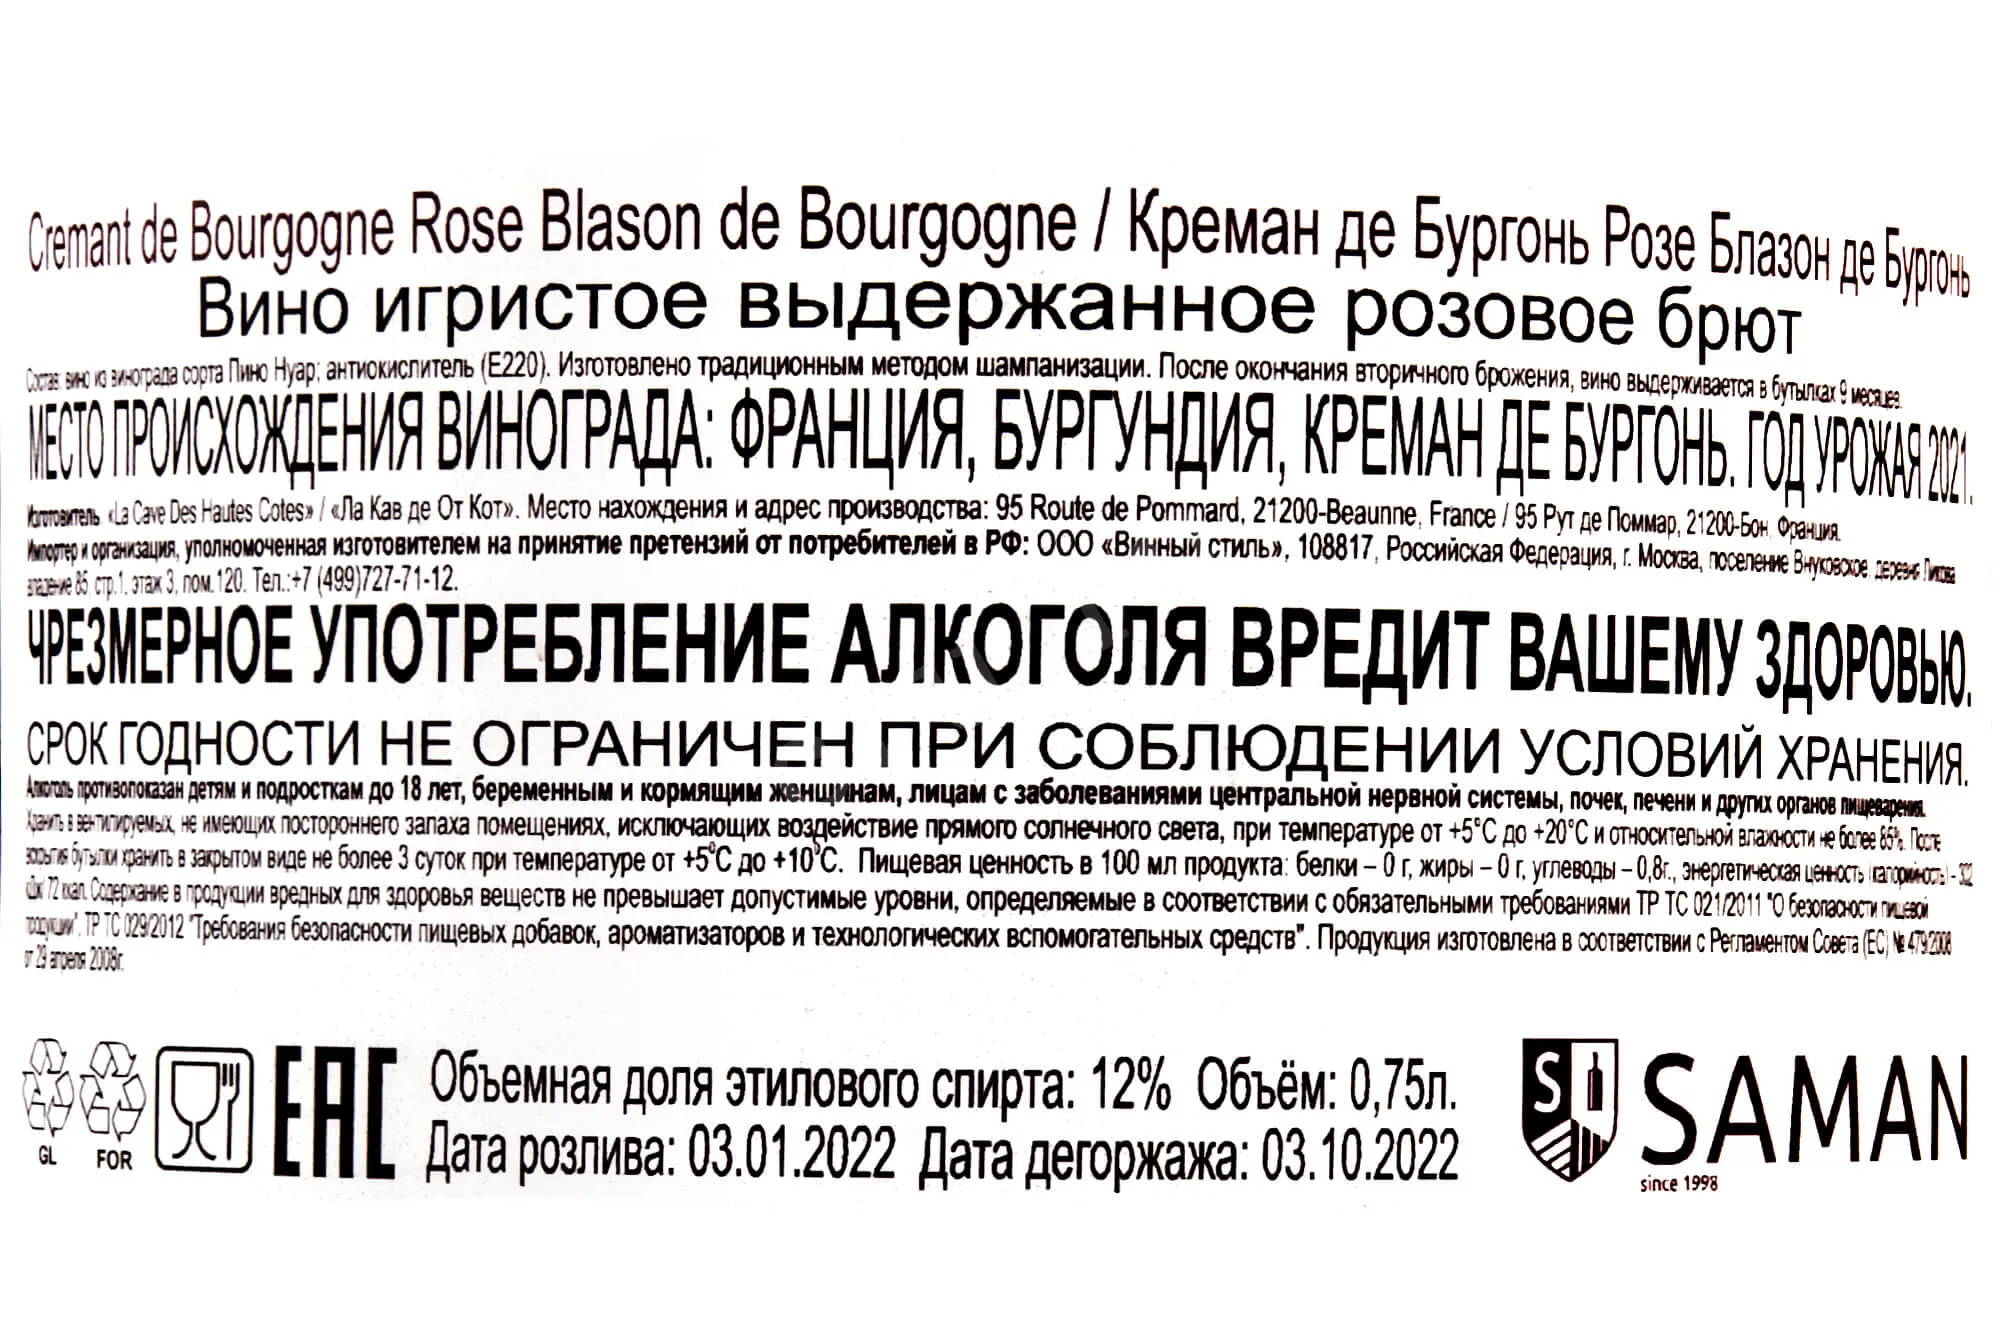 Cremant de Bourgogne Rose Blason de Bourgogne / Креман де Бургонь Розе Блазон де Бургонь
Вино игристое выдержанное розовое брют
Состав: вино из винограда сорта Пино Нуар; антиокислитель (Е220). Изготовлено традиционным методом шампанизации. После окончания вторичного брожения, вино выдерживается в бутылках 9 месяцев.
МЕСТО ПРОИСХОЖДЕНИЯ ВИНОГРАДА: ФРАНЦИЯ, БУРГУНДИЯ, КРЕМАН ДЕ БУРГОНЬ. ГОД УРОЖАЯ 2021.
Изготовитель: «La Cave Des Hautes Cotes» / «Ла Кав де От Кот». Место нахождения и адрес производства: 95 Route de Pommard, 21200-Beaunne, France / 95 Рут де Поммар, 21200-Бон, Франция.
Импортер и организация, уполномоченная изготовителем на принятие претензий от потребителей в РФ: ООО «Винный стиль», 108817, Российская Федерация, г. Москва, поселение Внуковское, деревня Ликова
владение 85, стр.1, этаж 3, пом.120. Тел.:+7 (499)727-71-12.
ЧРЕЗМЕРНОЕ УПОТРЕБЛЕНИЕ АЛКОГОЛЯ ВРЕДИТ ВАШЕМУ ЗДОРОВЬЮ.
СРОК ГОДНОСТИ НЕ ОГРАНИЧЕН ПРИ СОБЛЮДЕНИИ УСЛОВИЙ ХРАНЕНИЯ.
Алкоголь противопоказан детям и подросткам до 18 лет, беременным и кормящим женщинам, лицам с заболеваниями центральной нервной системы, почек, печени и других органов пищеварения.
Хранить в вентилируемых, не имеющих постороннего запаха помещениях, исключающих воздействие прямого солнечного света, при температуре от +5°С до +20°С и относительной влажности не более 85%. После
вскрытия бутылки хранить в закрытом виде не более 3 суток при температуре от +5°С до +10°С. Пищевая ценность в 100 мл продукта: белки – 0 г, жиры – 0 г, углеводы – 0,8г., энергетическая ценность (калорийность) -
кДж/ 72 ккал. Содержание в продукции вредных для здоровья веществ не превышает допустимые уровни, определяемые в соответствии с обязательными требованиями ТР ТС 021/2011 "О безопасности пищевой
продукции", ТР ТС 029/2012 "Требования безопасности пищевых добавок, ароматизаторов и технологических вспомогательных средств". Продукция изготовлена в соответствии с Регламентом Совета (ЕС) № 479/2008
от 29 апреля 2008г.
GL FOR
EAC
Объемная доля этилового спирта: 12% Объём: 0,75л.
Дата розлива: 03.01.2022 Дата дегоржажа: 03.10.2022
S
SAMAN
since 1998